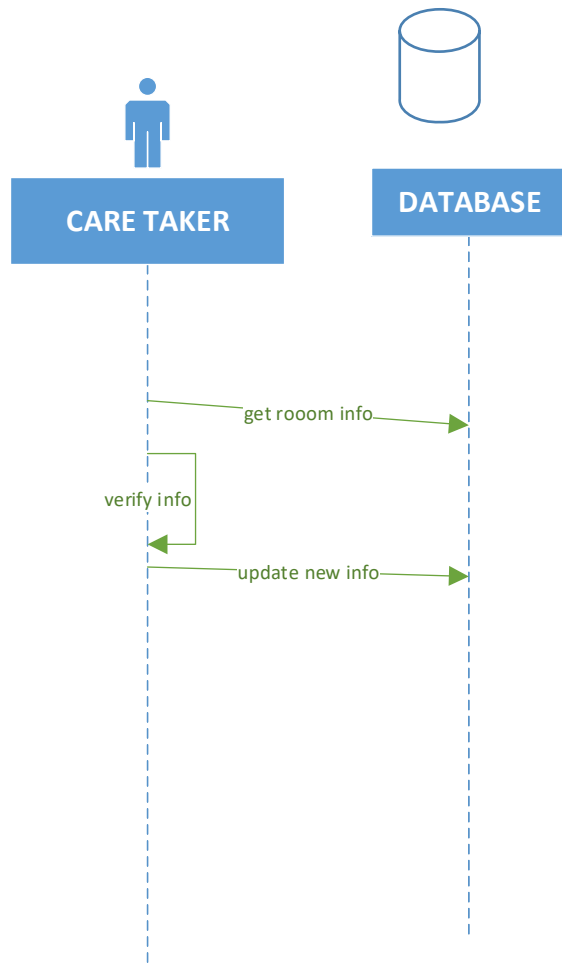 CARE TAKER
DATABASE
get rooom info
verify info
update new info